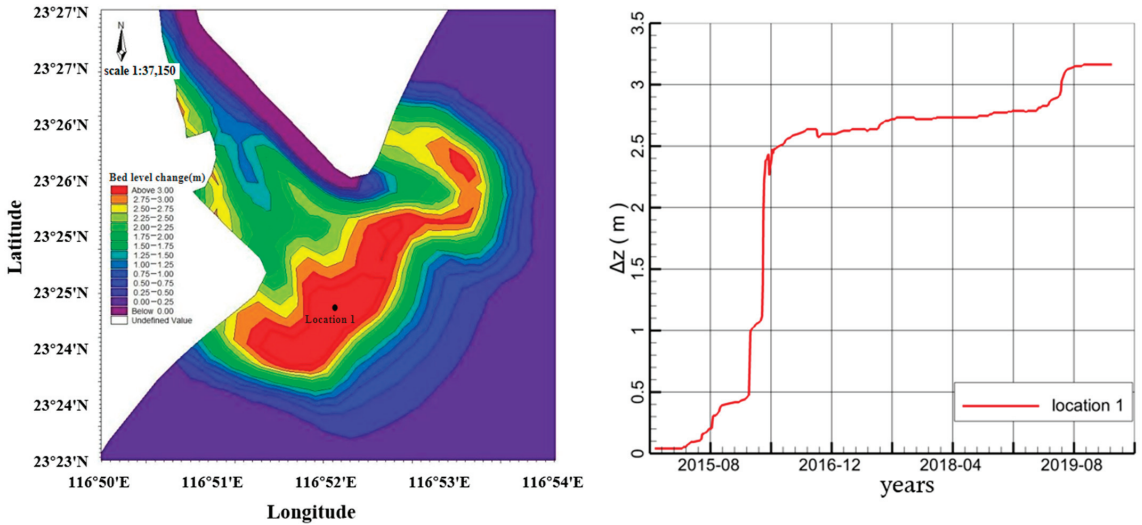 23°27'N
23°27'N
23°26'N
23°26'N
23°25'N
23°25'N
23°24'N
23°24'N
23°23'N
Latitude
N
scale 1:37,150
Bed level change(m)
Above 3.00
2.75-3.00
2.50-2.75
2.25-2.50
2.00-2.25
1.75-2.00
1.50-1.75
1.25-1.50
1.00-1.25
0.75-1.00
0.50-0.75
0.25-0.50
0.00-0.25
Below 0.00
Undefined Value
Location 1
116°50'E 116°51'E 116°52'E 116°53'E 116°54'E
Longitude
3.5
3
2.5
2
1.5
1
0.5
0
Δz ( m )
location 1
2015-08 2016-12 2018-04 2019-08
years